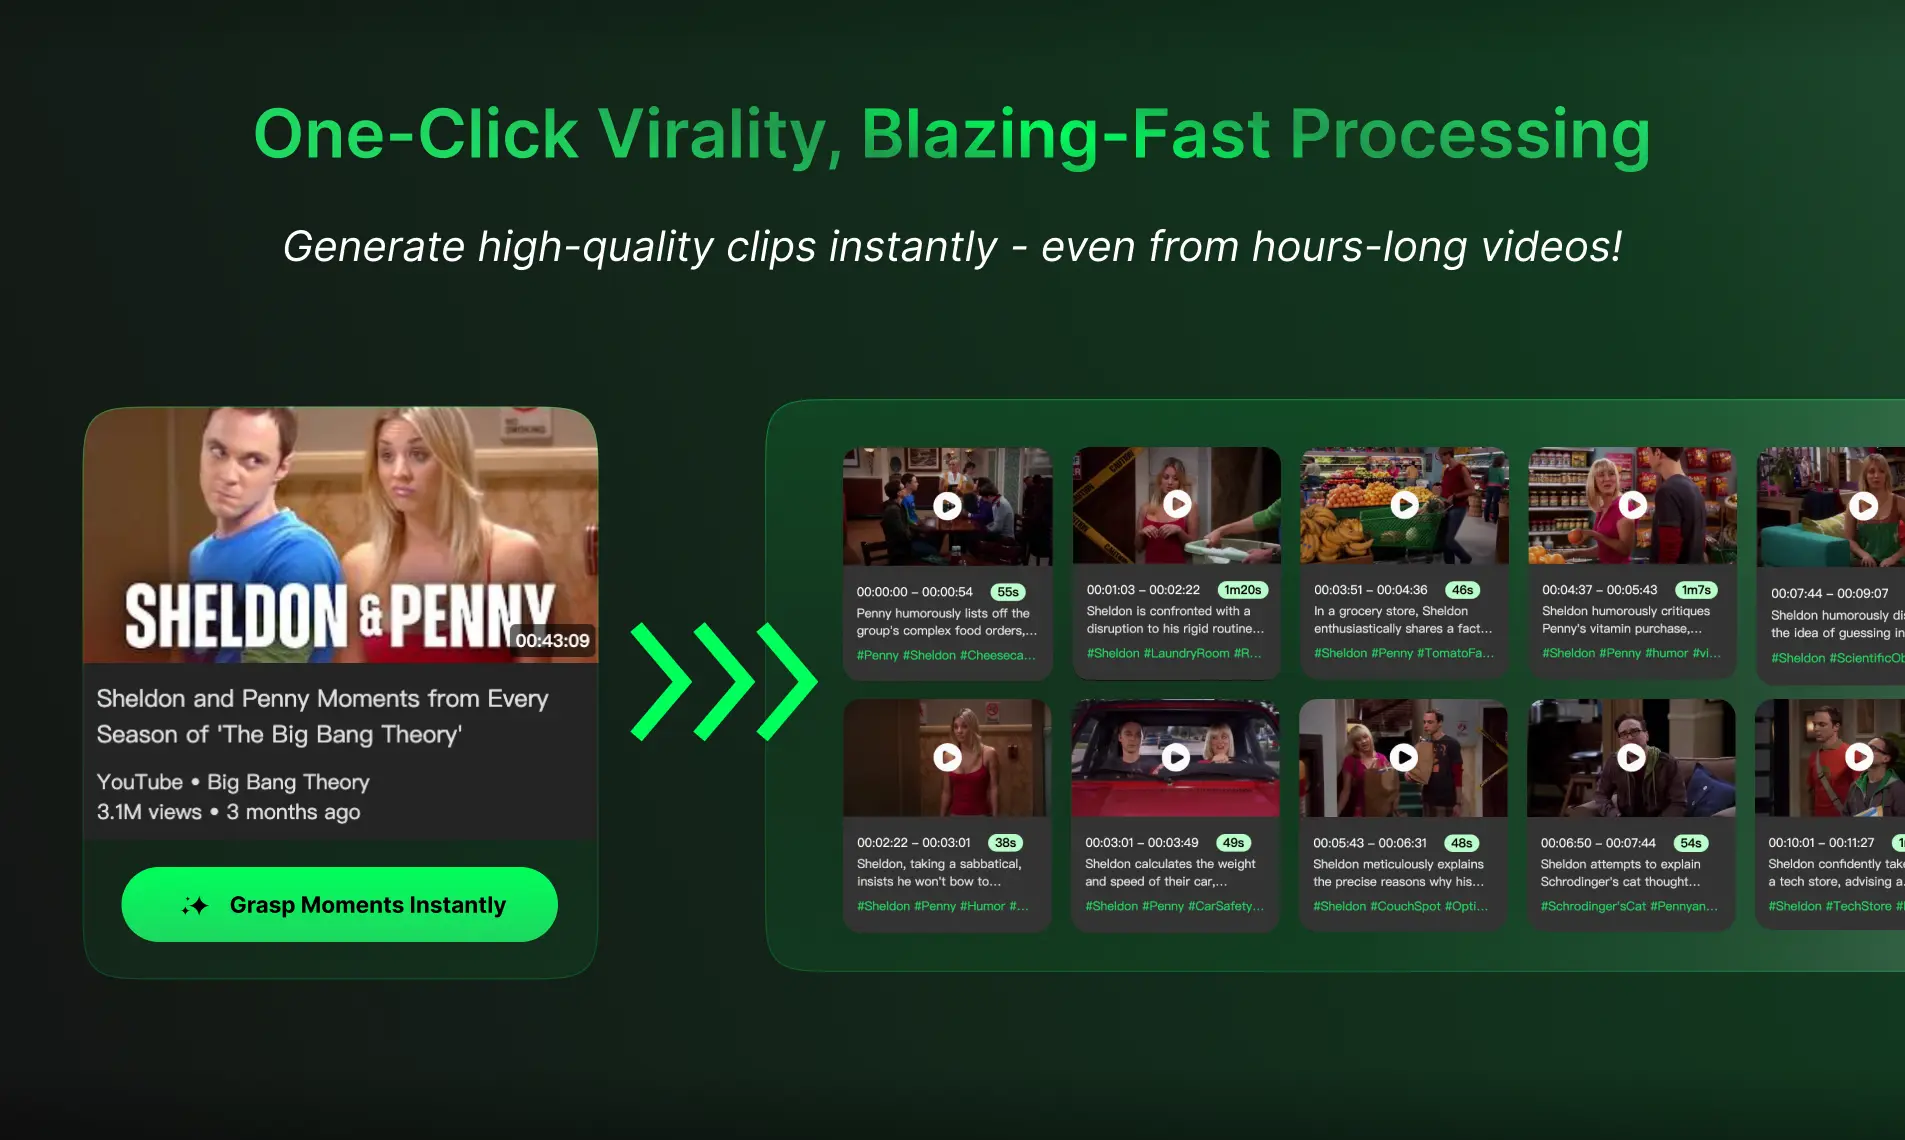 One-Click Virality, Blazing-Fast Processing
Generate high-quality clips instantly - even from hours-long videos!
NO
SMOKING
SHELDON & PENNY
00:43:09
Sheldon and Penny Moments from Every
Season of 'The Big Bang Theory'
YouTube • Big Bang Theory
3.1M views • 3 months ago
Grasp Moments Instantly
00:00:00 – 00:00:54 55s
Penny humorously lists off the
group's complex food orders,...
#Penny #Sheldon #Cheeseca...
CAUTION
CAUTION
00:01:03 – 00:02:22 1m20s
Sheldon is confronted with a
disruption to his rigid routine...
#Sheldon #LaundryRoom #R...
00:03:51 – 00:04:36 46s
In a grocery store, Sheldon
enthusiastically shares a fact...
#Sheldon #Penny #TomatoFa...
00:04:37 – 00:05:43 1m7s
Sheldon humorously critiques
Penny's vitamin purchase,...
#Sheldon #Penny #humor #vi...
00:07:44 – 00:09:07
Sheldon humorously di
the idea of guessing in
#Sheldon #ScientificOb
00:02:22 – 00:03:01 38s
Sheldon, taking a sabbatical,
insists he won't bow to...
#Sheldon #Penny #Humor #...
00:03:01 – 00:03:49 49s
Sheldon calculates the weight
and speed of their car,...
#Sheldon #Penny #CarSafety...
00:05:43 – 00:06:31 48s
Sheldon meticulously explains
the precise reasons why his...
#Sheldon #CouchSpot #Opti...
00:06:50 – 00:07:44 54s
Sheldon attempts to explain
Schrodinger's cat thought...
#Schrodinger'sCat #Pennyan...
00:10:01 – 00:11:27
Sheldon confidently take
a tech store, advising a
#Sheldon #TechStore #